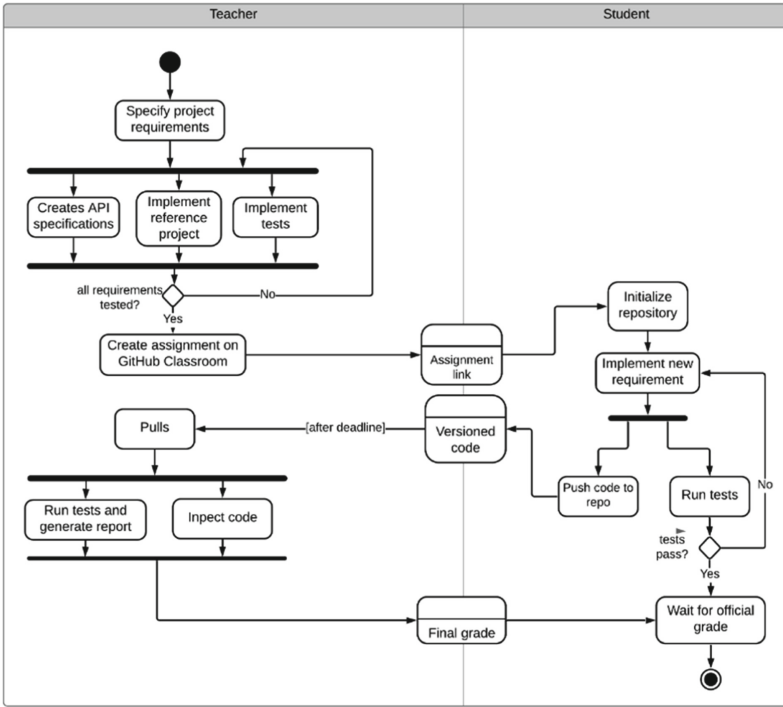 Teacher
Student
Specify project
requirements
Creates API
specifications
Implement
reference
project
Implement
tests
all requirements
tested?
No
Yes
Create assignment on
GitHub Classroom
Assignment
link
Initialize
repository
Implement new
requirement
Pulls
[after deadline]
Versioned
code
Push code to
repo
Run tests
No
tests
pass?
Yes
Run tests and
generate report
Inpect code
Final grade
Wait for official
grade